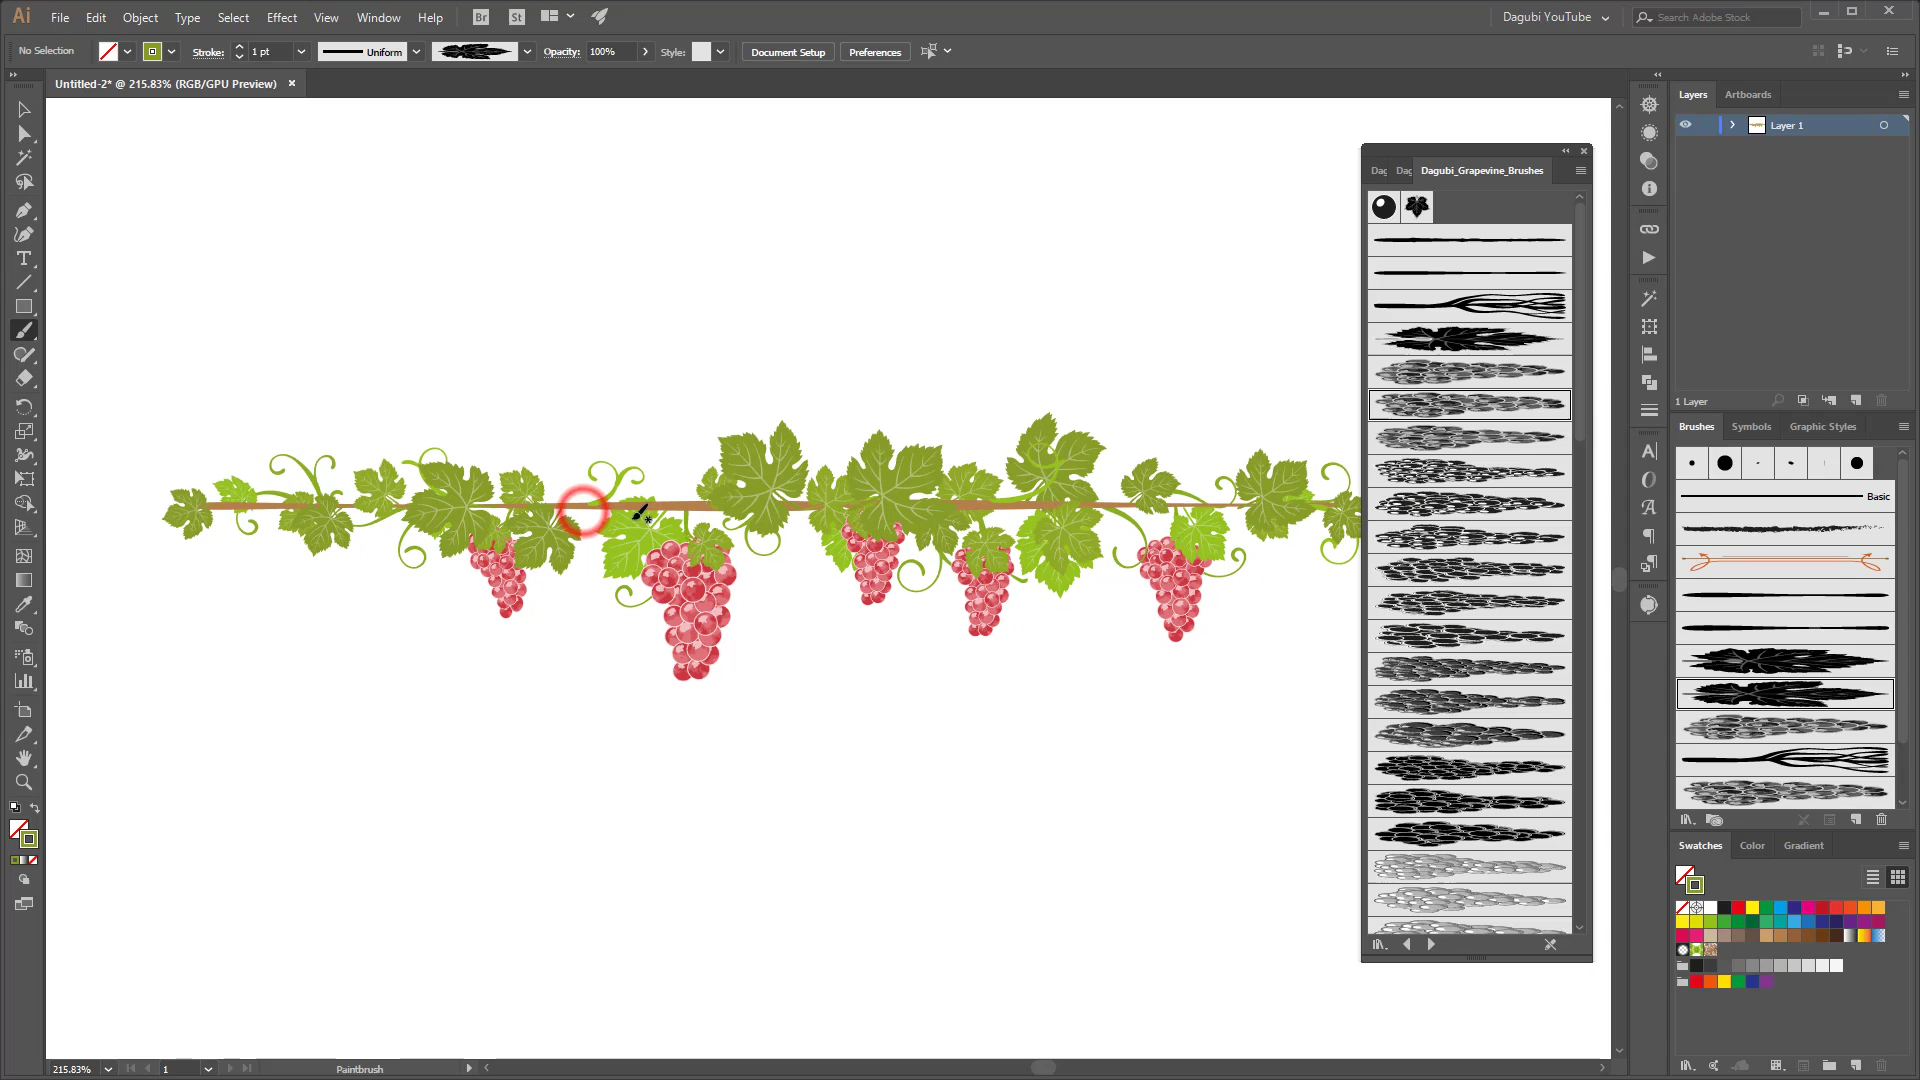 Ai File Edit Object Type Select Effect View Window Help Br St Dagubi YouTube Search Adobe Stock
No Selection Stroke: 1 pt Uniform Opacity: 100% Style: Document Setup Preferences
Untitled-2* @ 215.83% (RGB/GPU Preview)
Layers Artboards
Layer 1
Dag Dag Dagubi_Grapevine_Brushes
1 Layer
Brushes Symbols Graphic Styles
Basic
Swatches Color Gradient
215.83% 1 Paintbrush